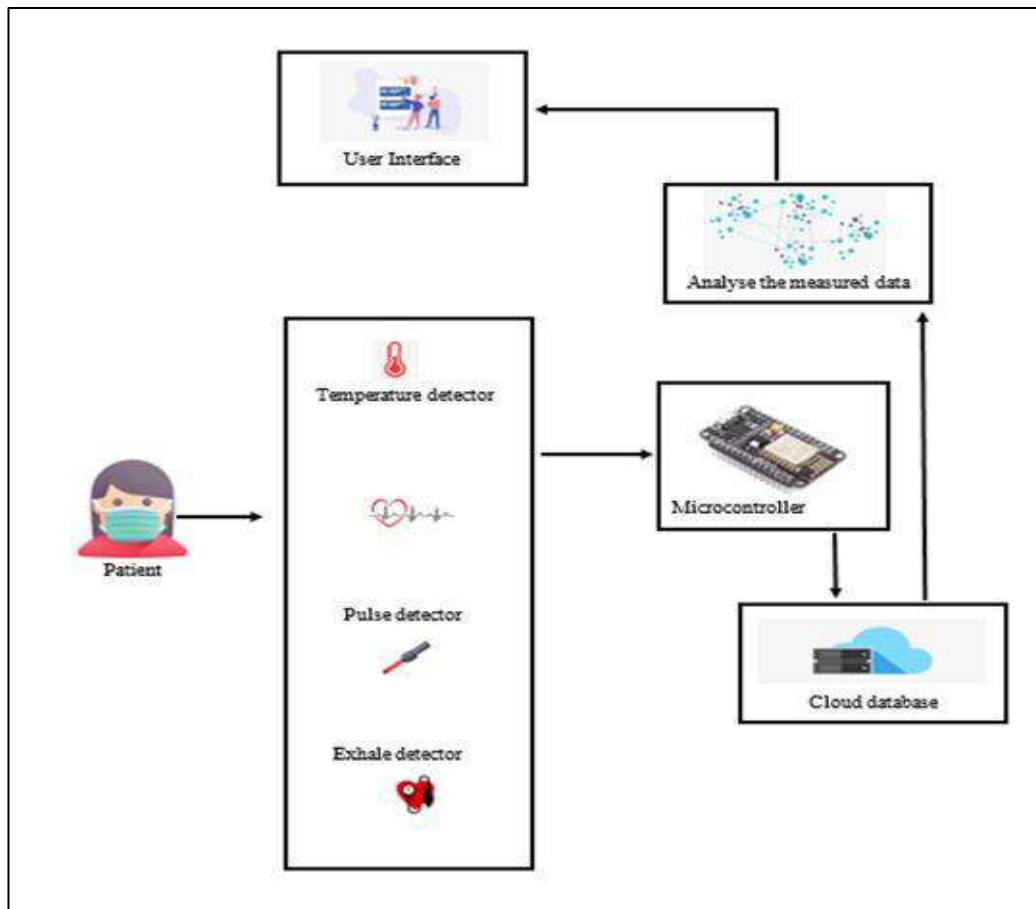 User Interface
Analyse the measured data
Temperature detector
Microcontroller
Patient
Pulse detector
Cloud database
Exhale detector